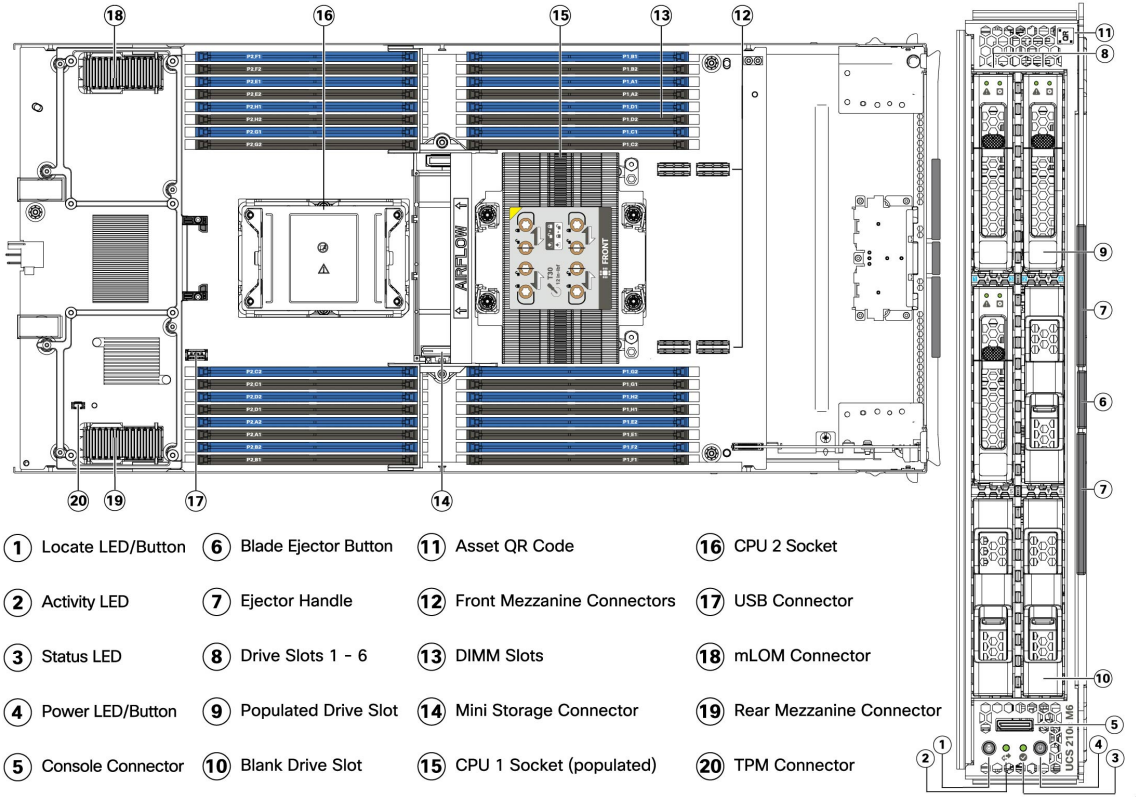 18
16
15
13
12
11
QR
8
P2,F1
P2,F2
P2,E1
P2,E2
P2,H1
P2,H2
P2,G1
P2,G2
P1,B1
P1,B2
P1,A1
P1,A2
P1,D1
P1,D2
P1,C1
P1,C2
AIRFLOW
T30
12 in-lbf
FRONT
9
7
6
7
10
P2,C2
P2,C1
P2,D2
P2,D1
P2,A2
P2,A1
P2,B2
P2,B1
P1,G2
P1,G1
P1,H2
P1,H1
P1,E2
P1,E1
P1,F2
P1,F1
20
19
17
14
1 Locate LED/Button
6 Blade Ejector Button
11 Asset QR Code
16 CPU 2 Socket
2 Activity LED
7 Ejector Handle
12 Front Mezzanine Connectors
17 USB Connector
3 Status LED
8 Drive Slots 1 - 6
13 DIMM Slots
18 mLOM Connector
4 Power LED/Button
9 Populated Drive Slot
14 Mini Storage Connector
19 Rear Mezzanine Connector
5 Console Connector
10 Blank Drive Slot
15 CPU 1 Socket (populated)
20 TPM Connector
UCS 210c M6
5
1
2
4
3